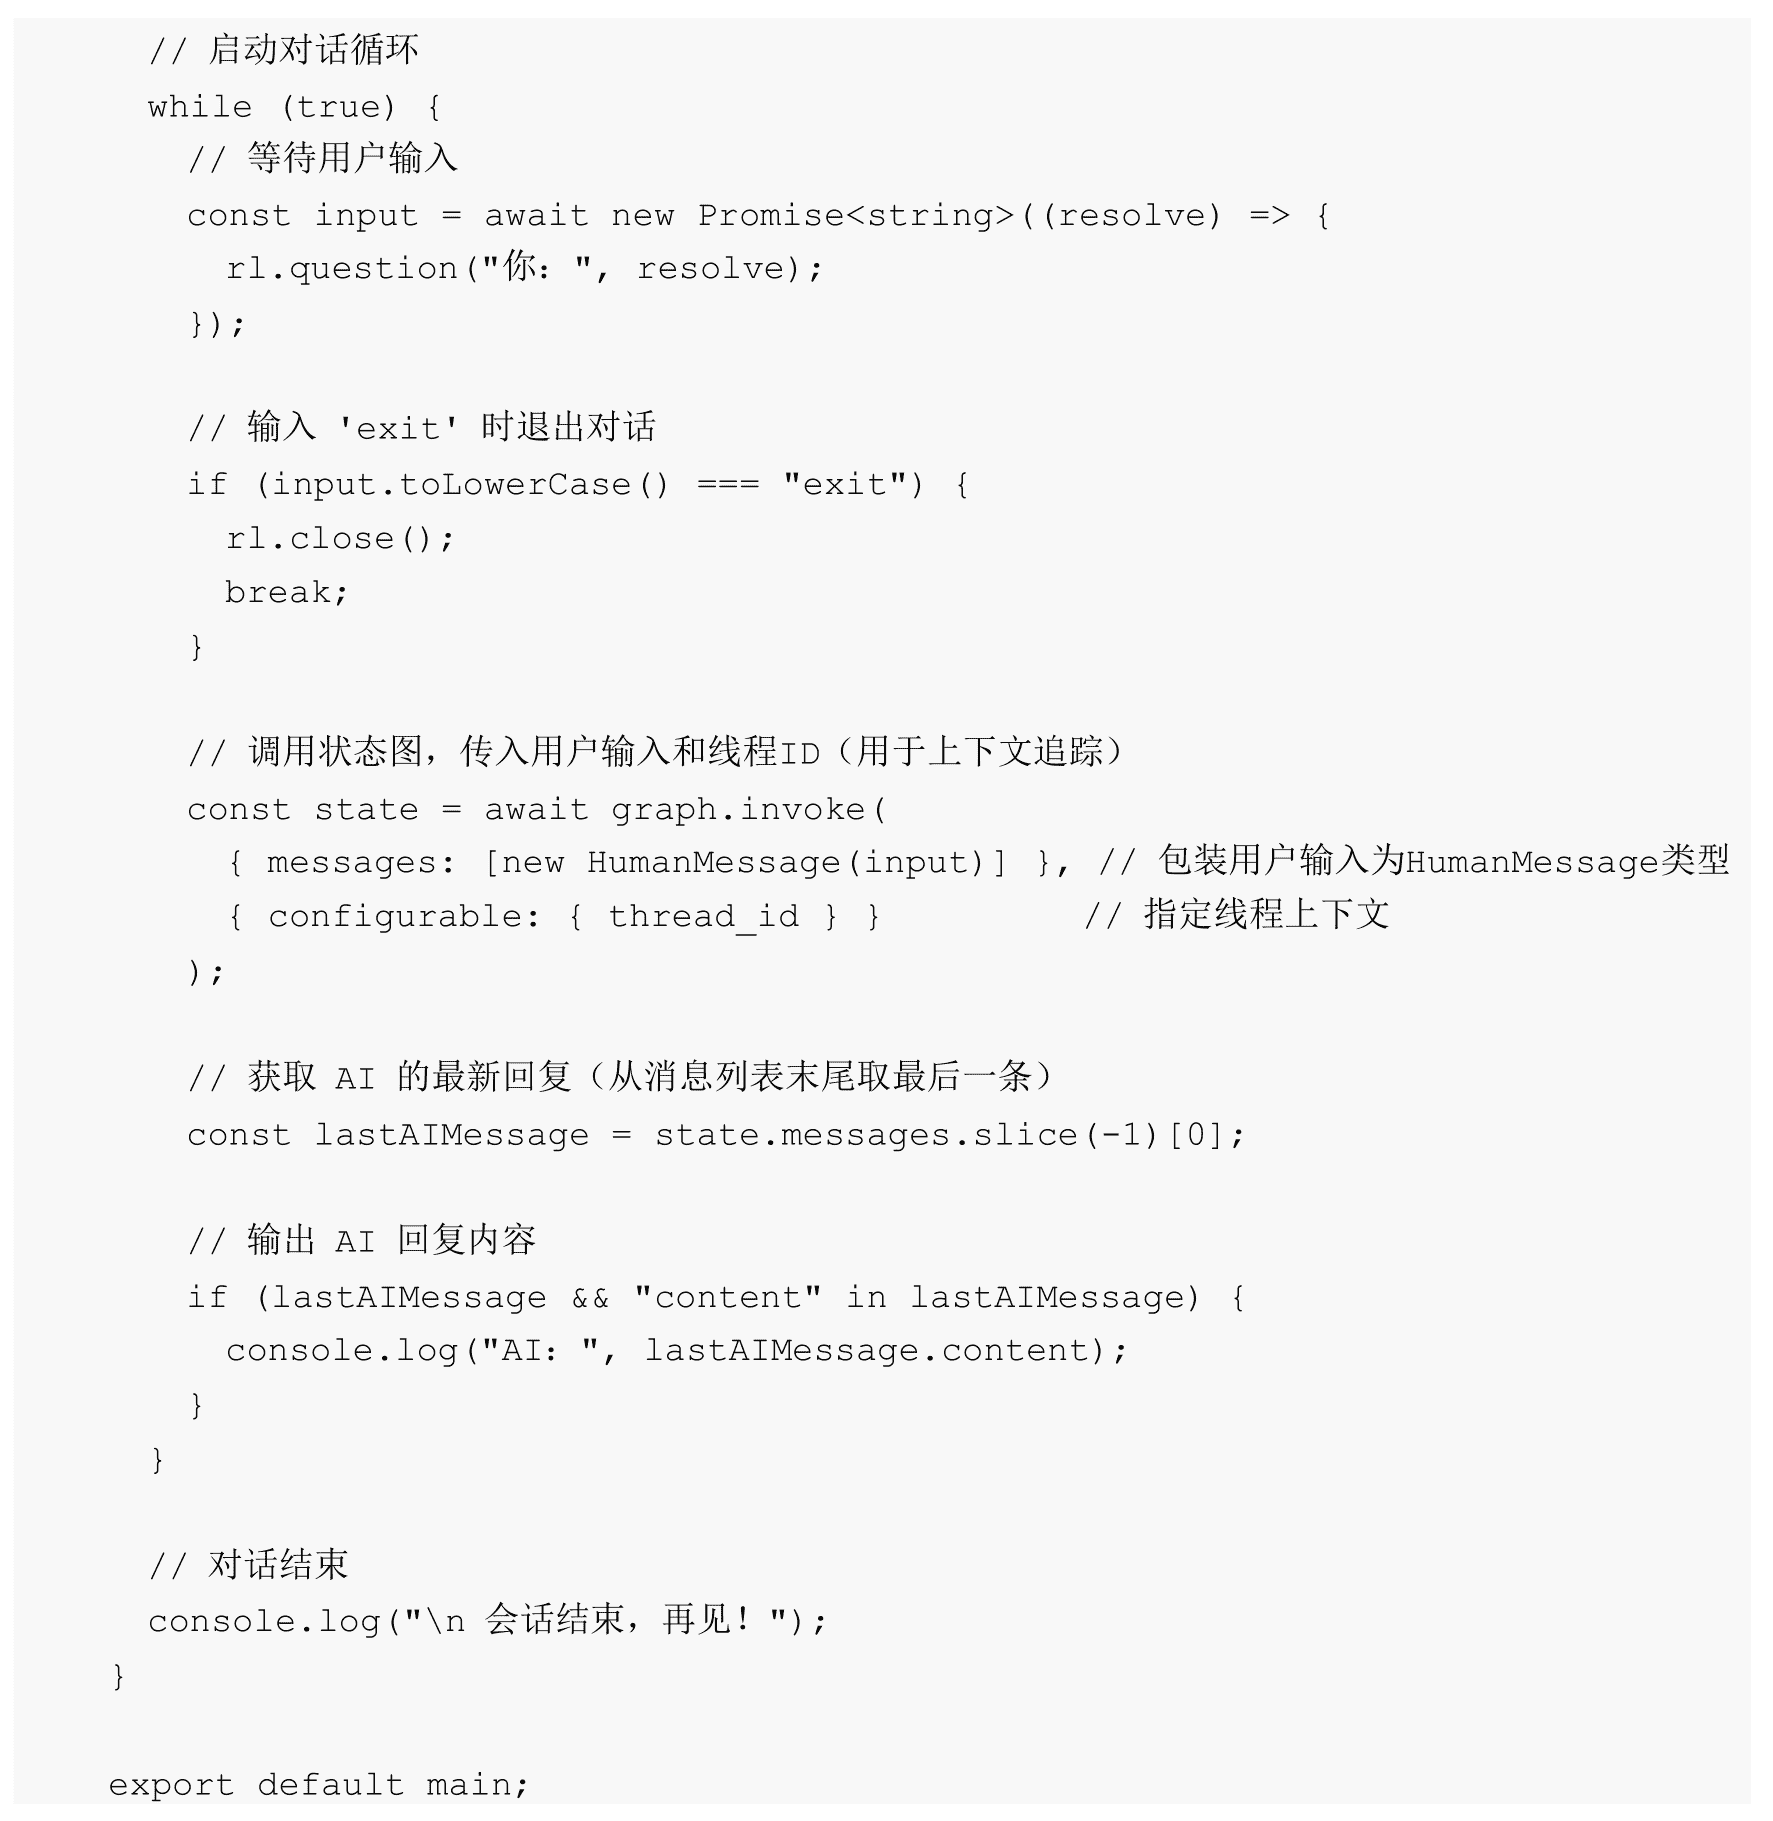 // 启动对话循环
while (true) {
// 等待用户输入
const input = await new Promise<string>((resolve) => {
rl.question("你：", resolve);
});
// 输入 'exit' 时退出对话
if (input.toLowerCase() === "exit") {
rl.close();
break;
}
// 调用状态图，传入用户输入和线程ID（用于上下文追踪）
const state = await graph.invoke(
{ messages: [new HumanMessage(input)] }, // 包装用户输入为HumanMessage类型
{ configurable: { thread_id } } // 指定线程上下文
);
// 获取 AI 的最新回复（从消息列表末尾取最后一条）
const lastAIMessage = state.messages.slice(-1)[0];
// 输出 AI 回复内容
if (lastAIMessage && "content" in lastAIMessage) {
console.log("AI：", lastAIMessage.content);
}
}
// 对话结束
console.log("\n 会话结束，再见！");
}
export default main;